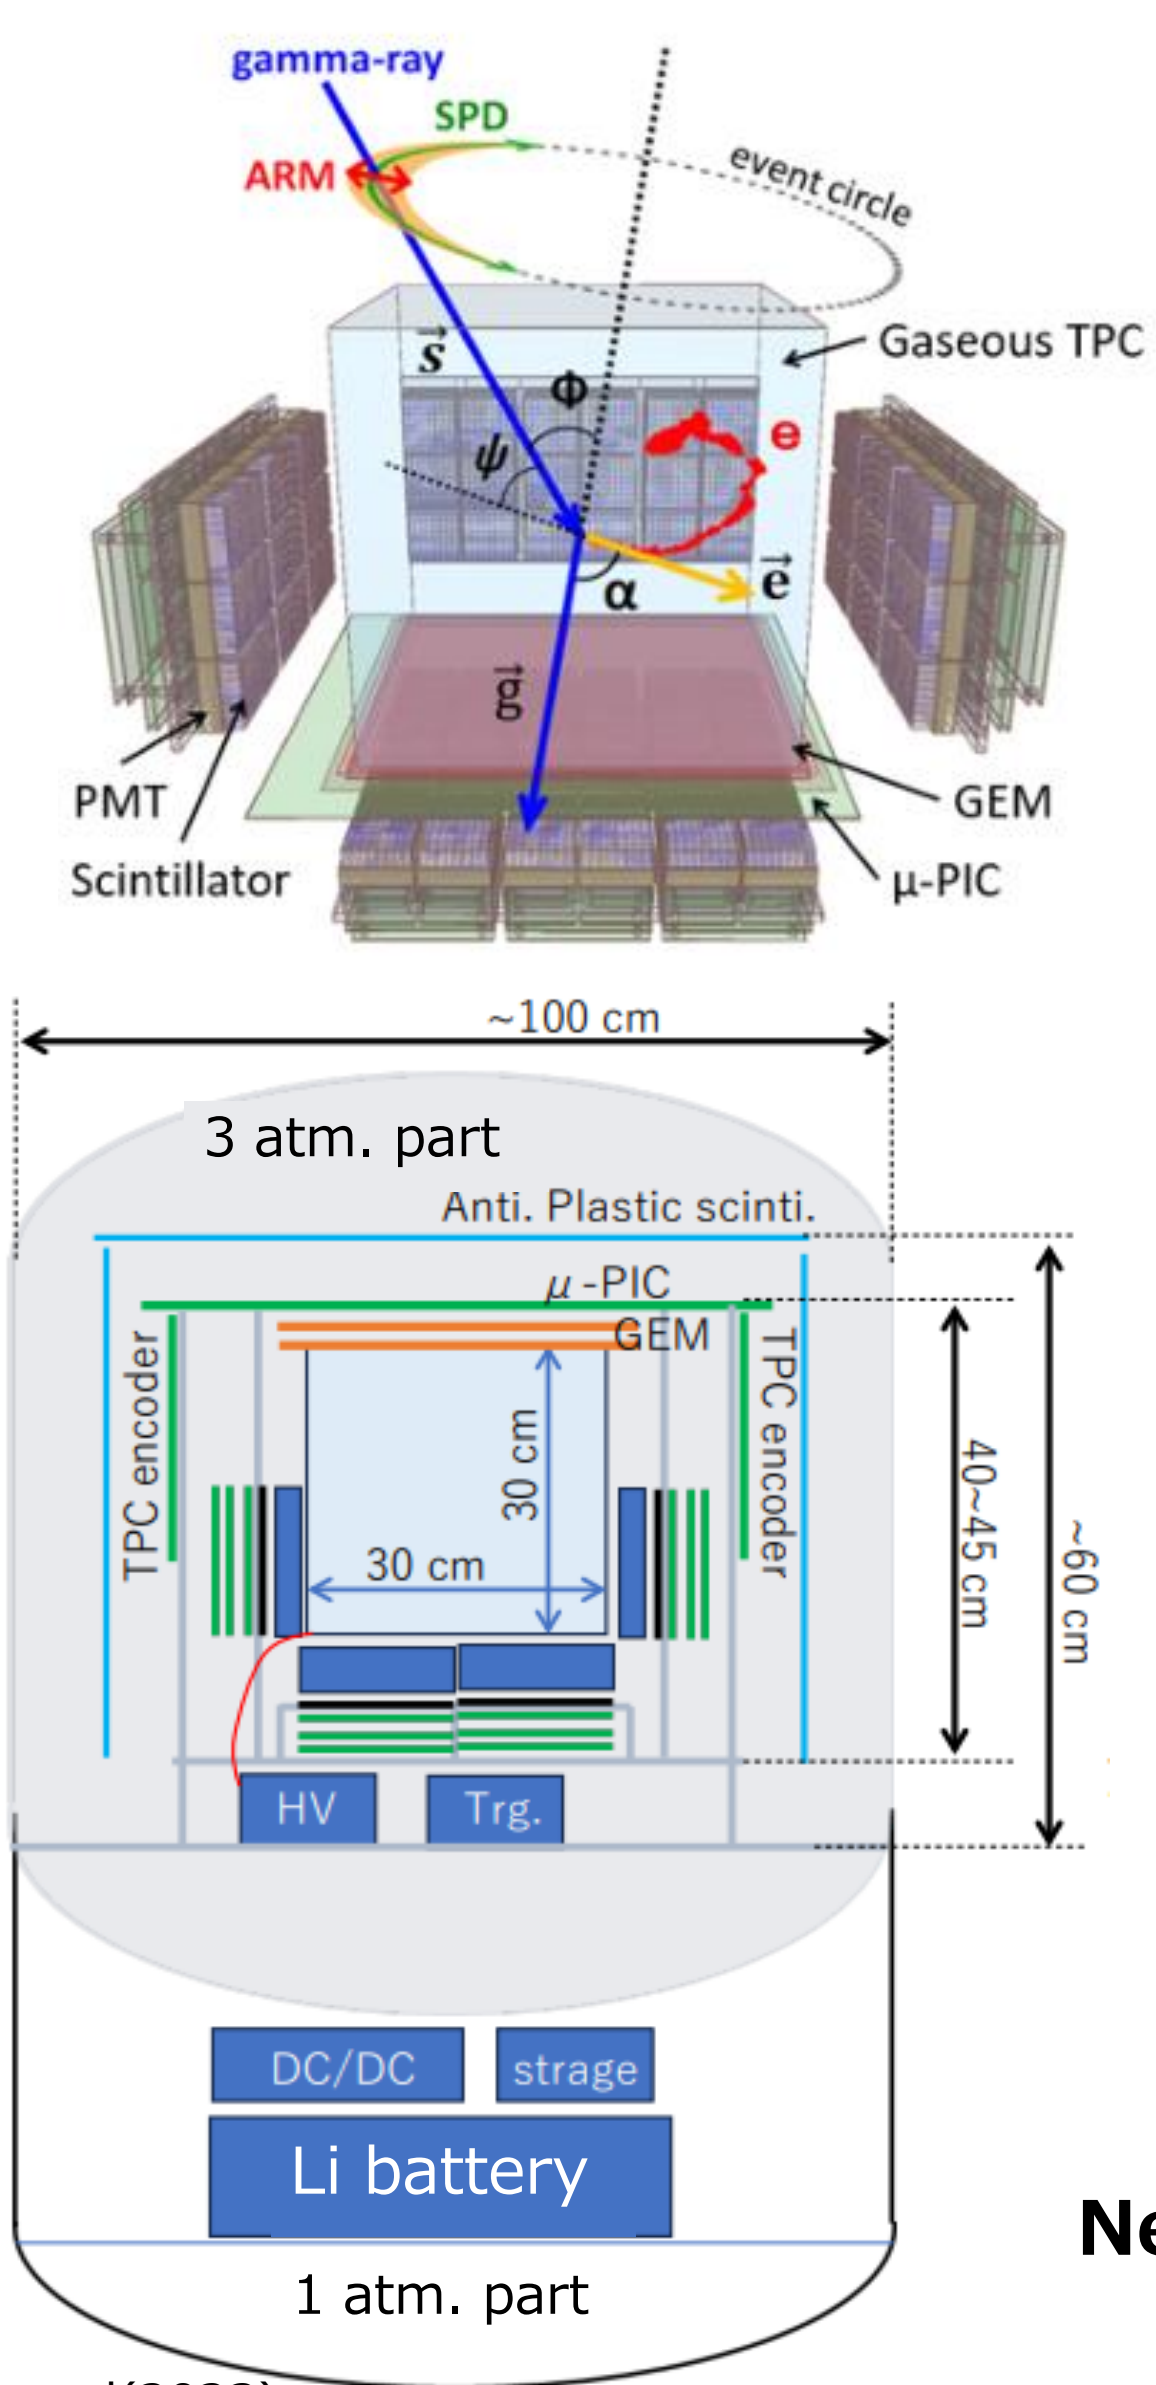 gamma-ray
SPD
ARM
event circle
Gaseous TPC
s
Φ
ψ
e
e
α
g
PMT
GEM
Scintillator
μ-PIC
~100 cm
3 atm. part
Anti. Plastic scinti.
μ-PIC
GEM
TPC encoder
TPC encoder
30 cm
30 cm
40~45 cm
~60 cm
HV
Trg.
DC/DC
strage
Li battery
Ne
1 atm. part